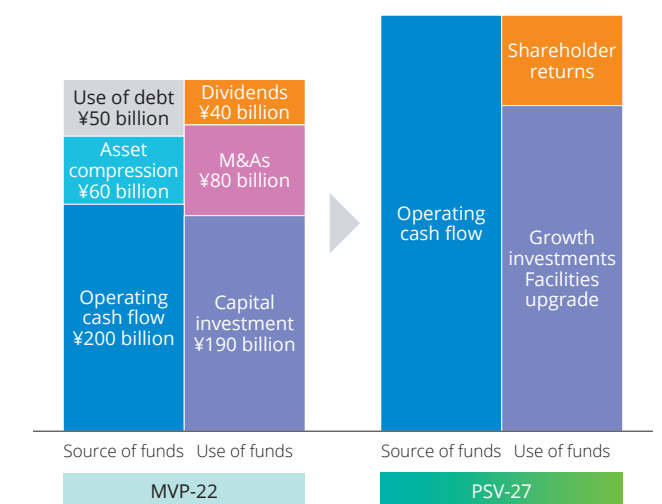 Use of debt
¥50 billion
Asset
compression
¥60 billion
Operating
cash flow
¥200 billion
Dividends
¥40 billion
M&As
¥80 billion
Capital
investment
¥190 billion
Source of funds
Use of funds
MVP-22
Operating
cash flow
Shareholder
returns
Growth
investments
Facilities
upgrade
Source of funds
Use of funds
PSV-27